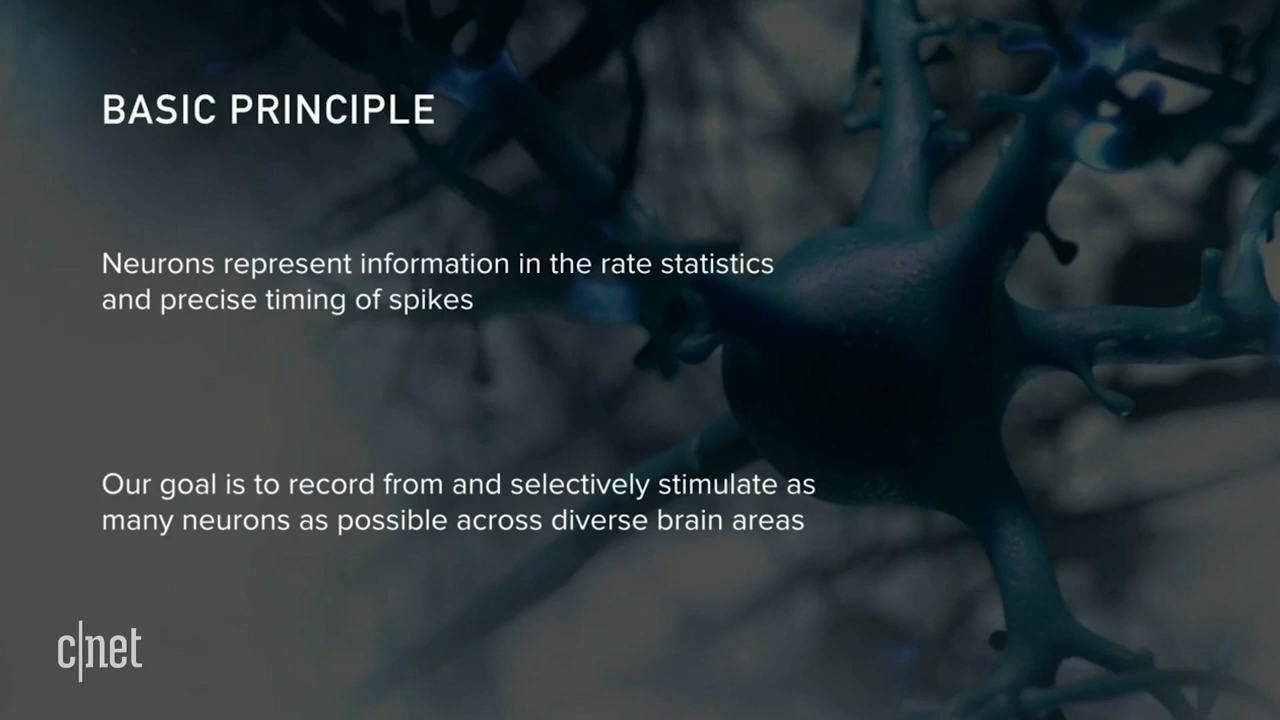 BASIC PRINCIPLE
Neurons represent information in the rate statistics
and precise timing of spikes
Our goal is to record from and selectively stimulate as
many neurons as possible across diverse brain areas
c|net